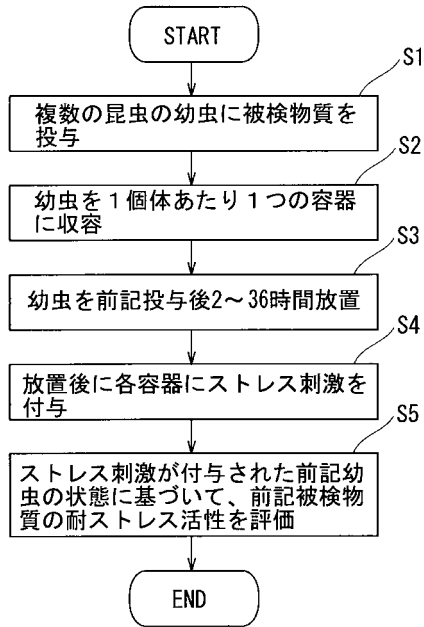 START
S1
複数の昆虫の幼虫に被検物質を
投与
S2
幼虫を1個体あたり1つの容器
に収容
S3
幼虫を前記投与後2~36時間放置
S4
放置後に各容器にストレス刺激を
付与
S5
ストレス刺激が付与された前記幼
虫の状態に基づいて、前記被検物
質の耐ストレス活性を評価
END